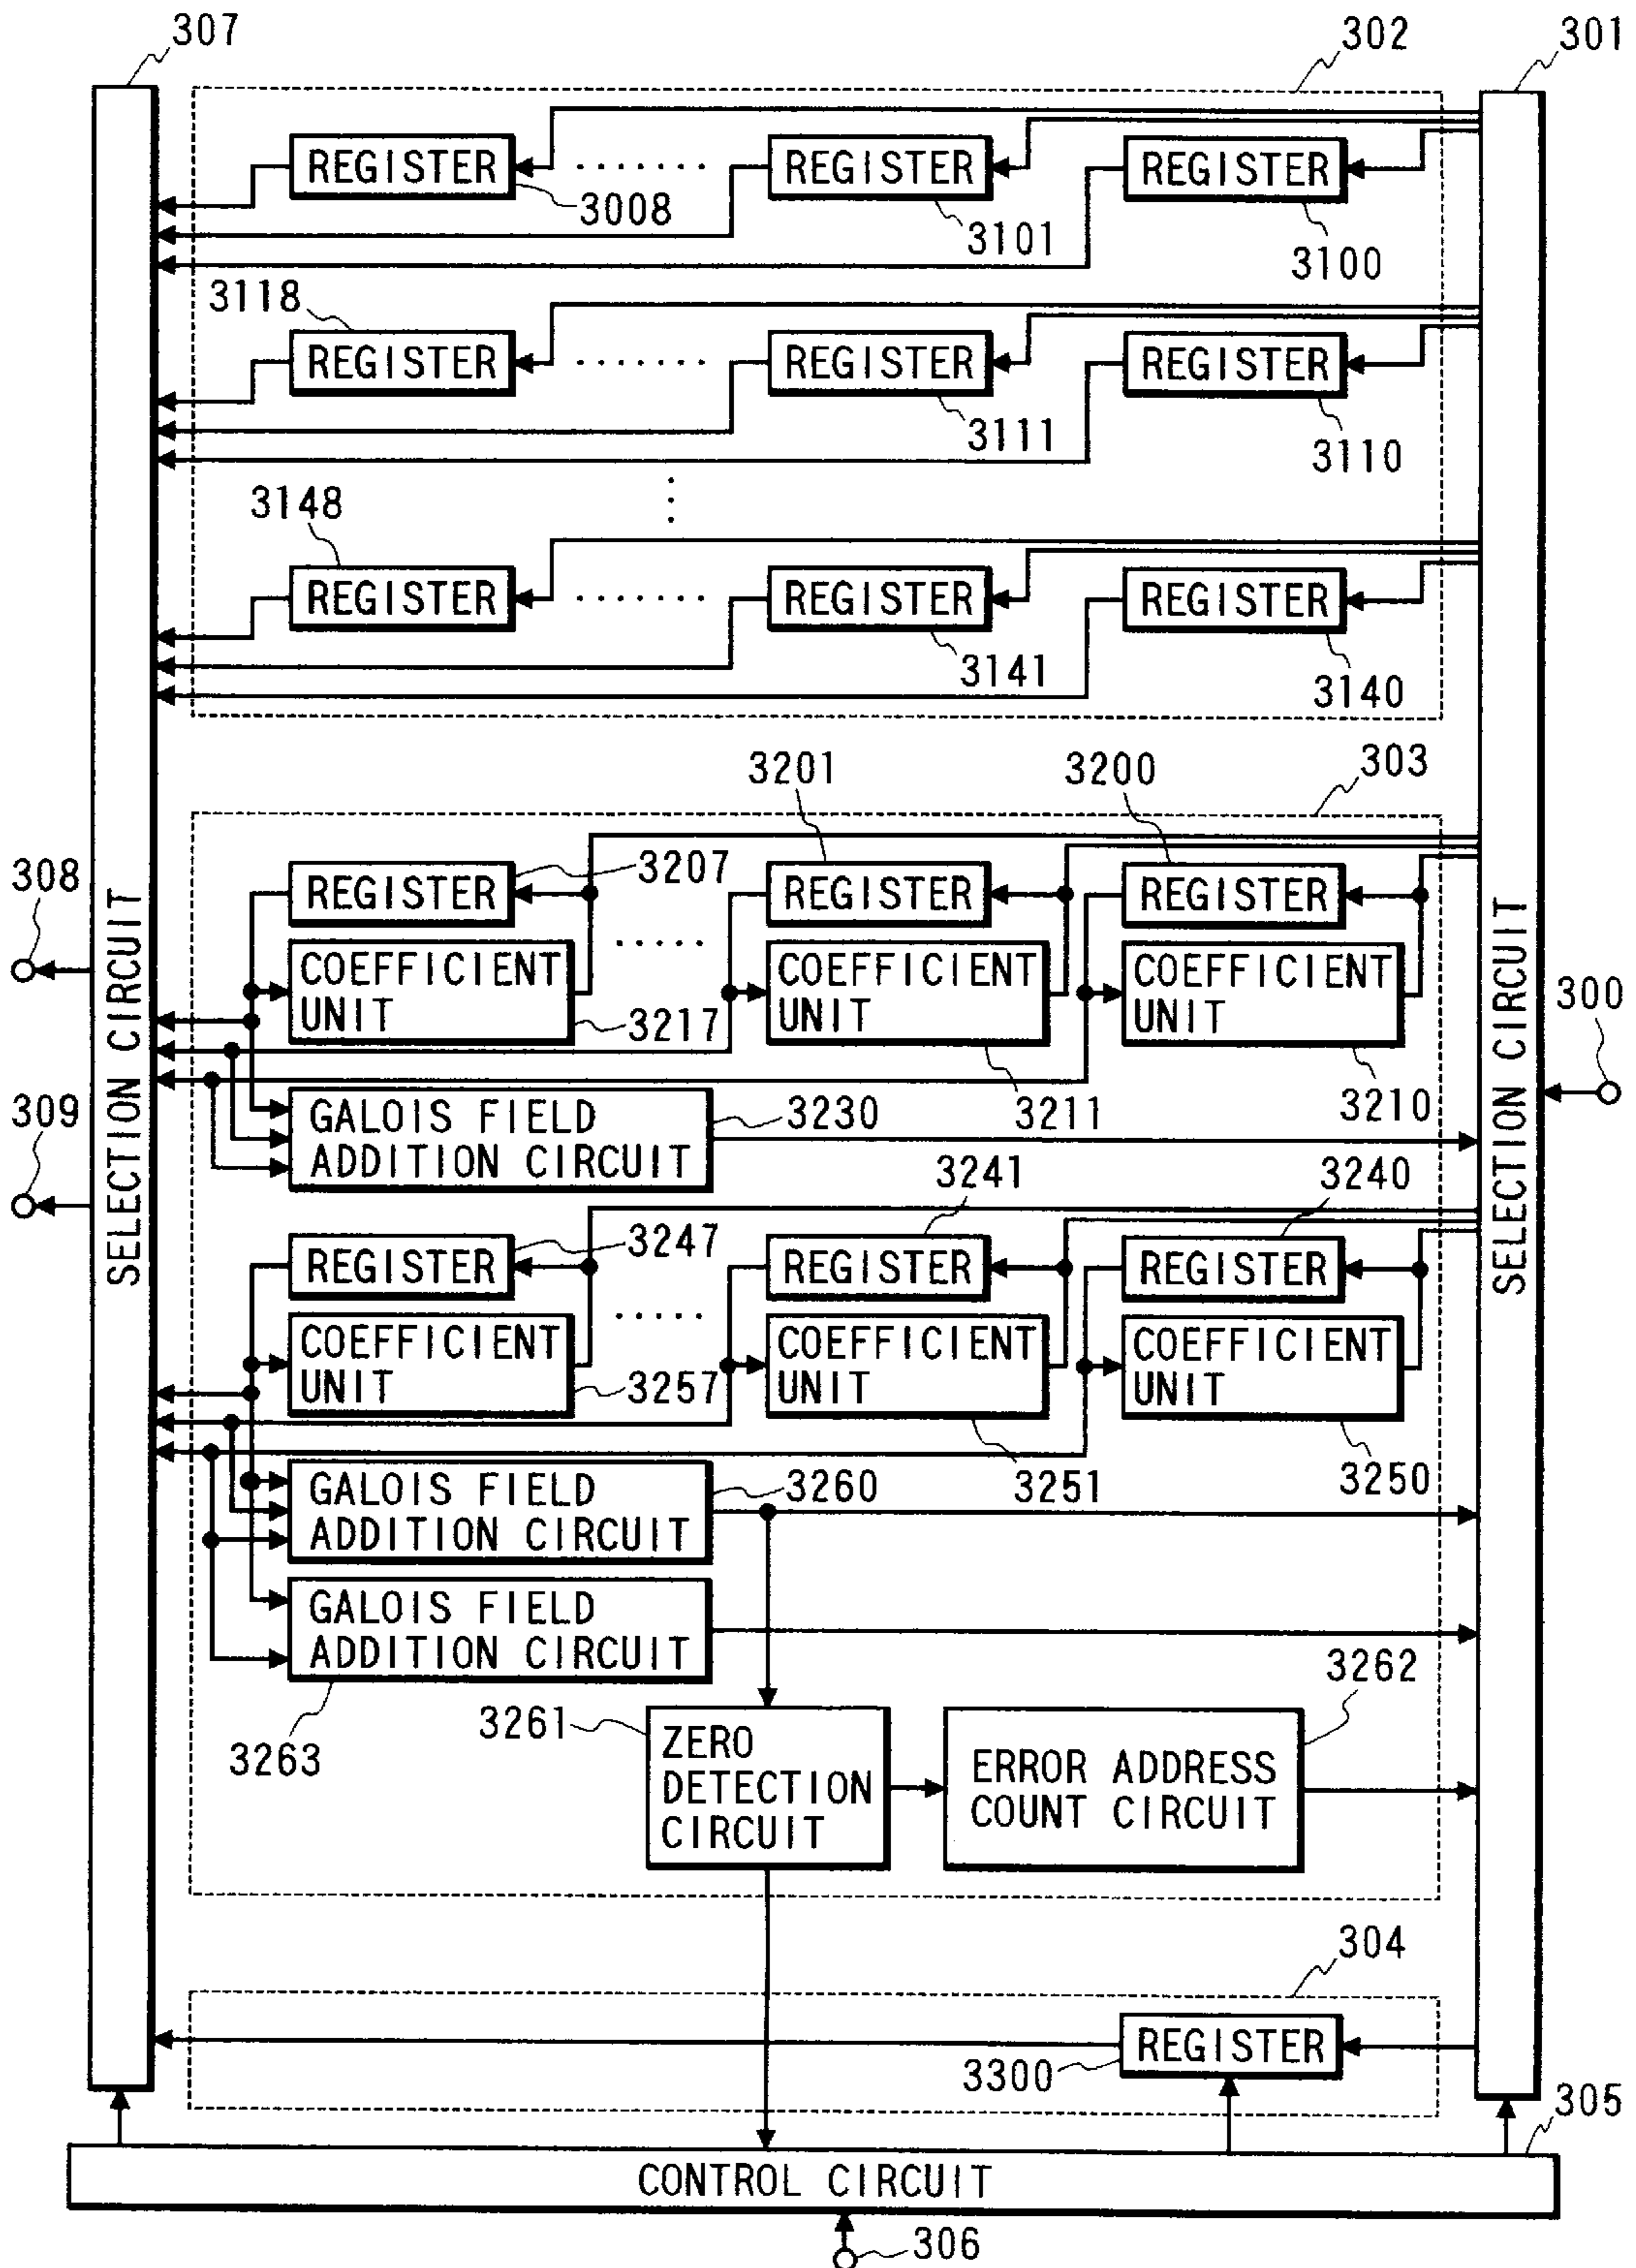 307
302
301
REGISTER
REGISTER
REGISTER
3008
3101
3100
3118
REGISTER
REGISTER
REGISTER
3111
3110
3148
REGISTER
REGISTER
REGISTER
3141
3140
303
3201
3200
REGISTER
3207
REGISTER
REGISTER
308
COEFFICIENT
UNIT
3217
COEFFICIENT
UNIT
COEFFICIENT
UNIT
SELECTION CIRCUIT
SELECTION CIRCUIT
300
309
GALOIS FIELD
ADDITION CIRCUIT
3230
3211
3210
3241
3240
REGISTER
3247
REGISTER
REGISTER
COEFFICIENT
UNIT
3257
COEFFICIENT
UNIT
COEFFICIENT
UNIT
GALOIS FIELD
ADDITION CIRCUIT
3260
3251
3250
GALOIS FIELD
ADDITION CIRCUIT
3263
3261
ZERO
DETECTION
CIRCUIT
3262
ERROR ADDRESS
COUNT CIRCUIT
304
REGISTER
3300
305
CONTROL CIRCUIT
306